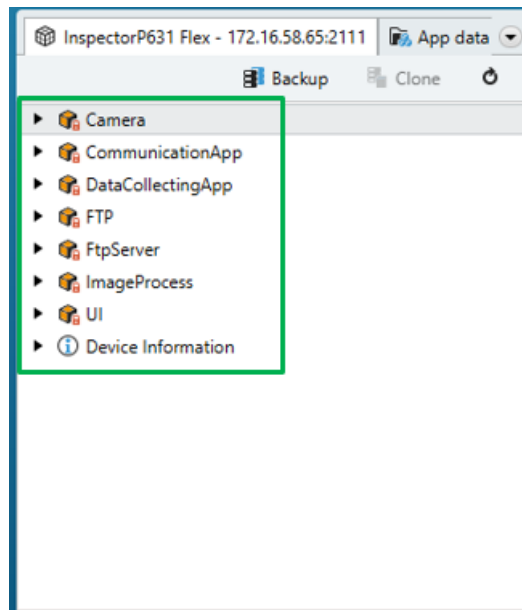 InspectorP631 Flex - 172.16.58.65:2111 App data
Backup Clone
Camera
CommunicationApp
DataCollectingApp
FTP
FtpServer
ImageProcess
UI
Device Information